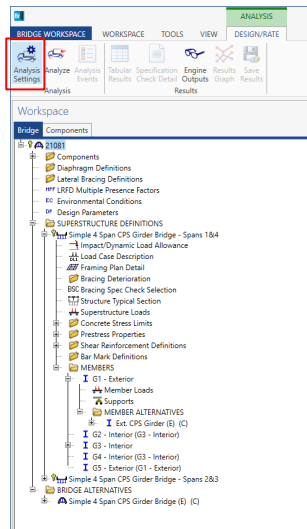 Br
ANALYSIS
BRIDGE WORKSPACE WORKSPACE TOOLS VIEW DESIGN/RATE
Analysis Analyze Analysis Tabular Specification Engine Results Save
Settings Events Results Check Detail Outputs Graph Results
Analysis Results
Workspace
Bridge Components
21081
Components
Diaphragm Definitions
Lateral Bracing Definitions
MPF LRFD Multiple Presence Factors
EC Environmental Conditions
DP Design Parameters
SUPERSTRUCTURE DEFINITIONS
Simple 4 Span CPS Girder Bridge - Spans 1&4
Impact/Dynamic Load Allowance
Load Case Description
Framing Plan Detail
Bracing Deterioration
BSC Bracing Spec Check Selection
Structure Typical Section
Superstructure Loads
Concrete Stress Limits
Prestress Properties
Shear Reinforcement Definitions
Bar Mark Definitions
MEMBERS
G1 - Exterior
Member Loads
Supports
MEMBER ALTERNATIVES
Ext. CPS Girder (E) (C)
G2 - Interior (G3 - Interior)
G3 - Interior
G4 - Interior (G3 - Interior)
G5 - Exterior (G1 - Exterior)
Simple 4 Span CPS Girder Bridge - Spans 2&3
BRIDGE ALTERNATIVES
Simple 4 Span CPS Girder Bridge (E) (C)